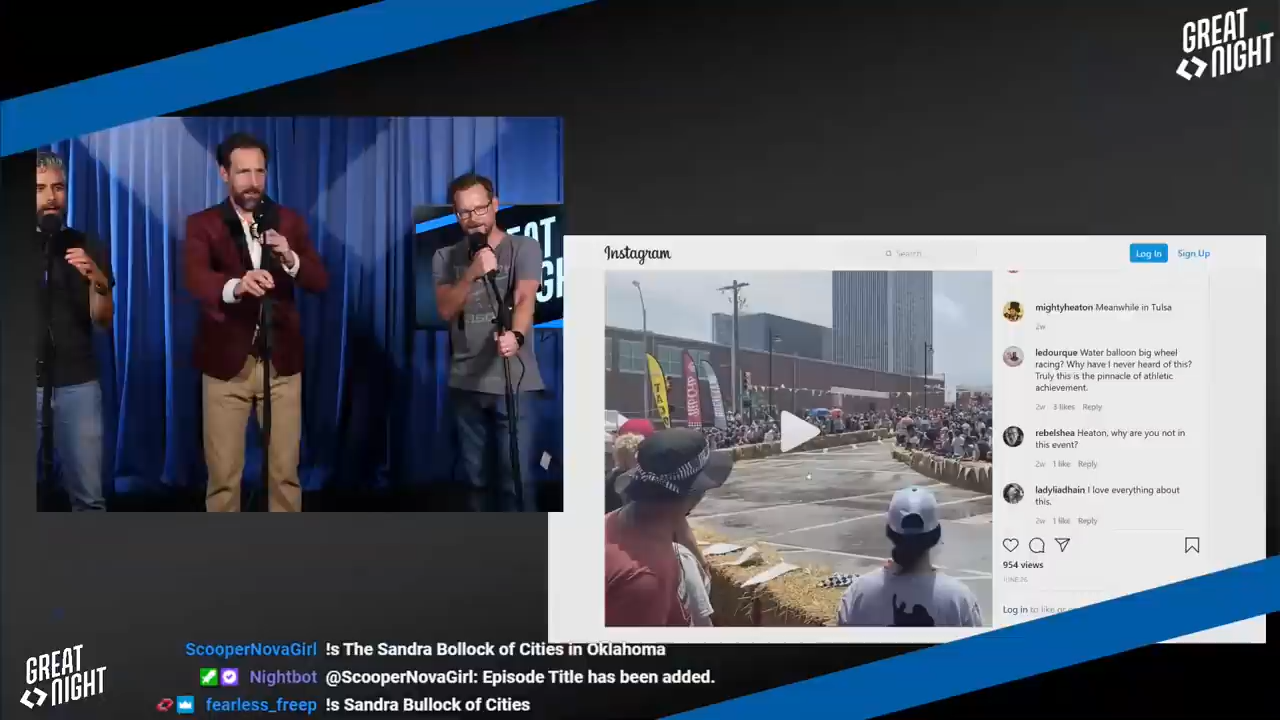 GREAT
NIGHT
Instagram
Search
Log In
Sign Up
mightyheaton Meanwhile in Tulsa
2w
ledourque Water balloon big wheel
racing? Why have I never heard of this?
Truly this is the pinnacle of athletic
achievement.
2w 3 likes Reply
rebelshea Heaton, why are you not in
this event?
2w 1 like Reply
ladyliadhain I love everything about
this.
2w 1 like Reply
954 views
JUNE 26
Log in to like or
GREAT
NIGHT
ScooperNovaGirl !s The Sandra Bollock of Cities in Oklahoma
Nightbot @ScooperNovaGirl: Episode Title has been added.
fearless_freep !s Sandra Bullock of Cities